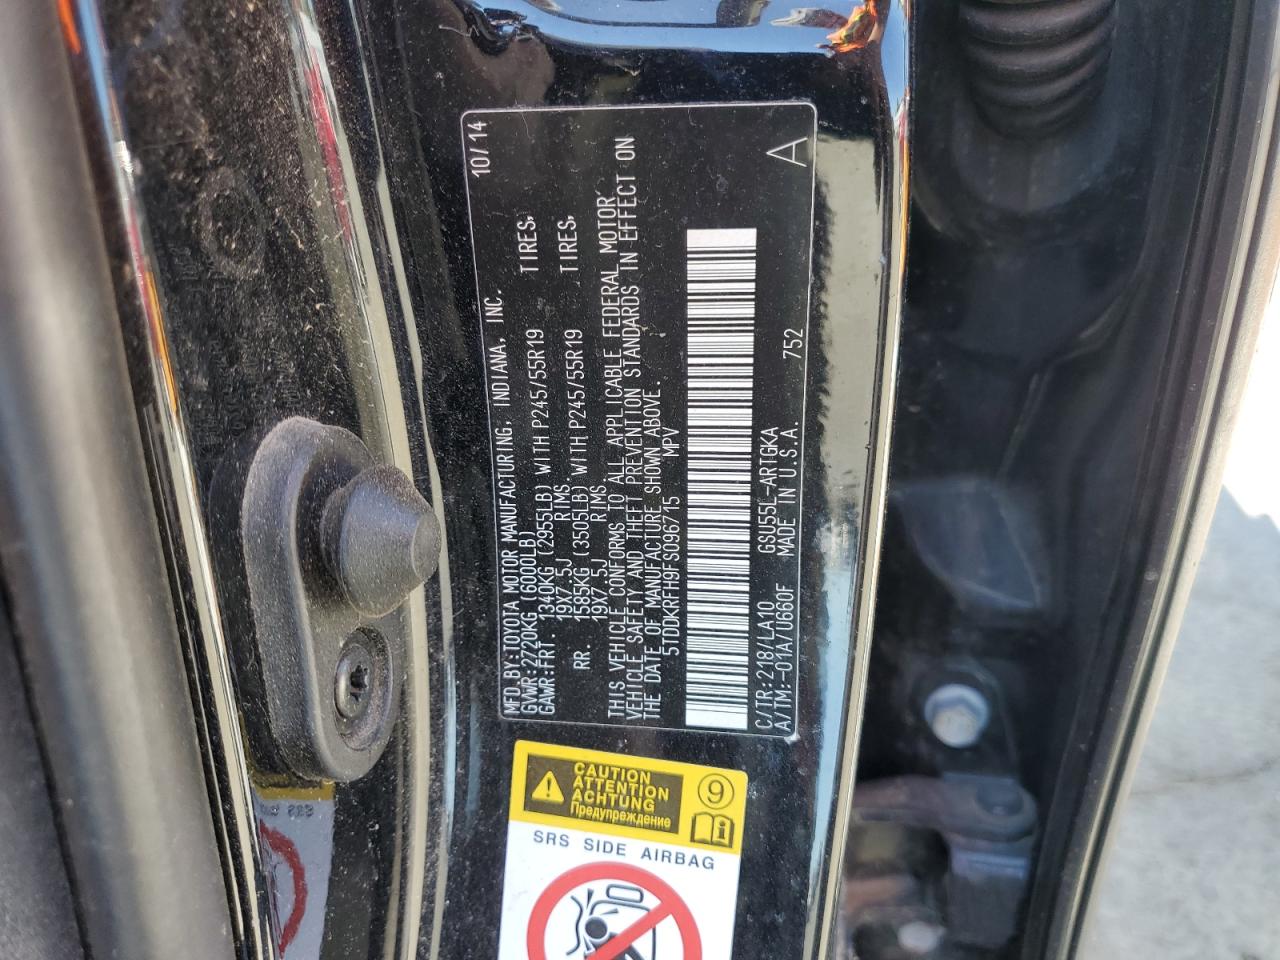 MFD.BY:TOYOTA MOTOR MANUFACTURING, INDIANA, INC. 10/14
GVWR:2720KG (6000LB)
GAWR:FRT. 1340KG (2955LB) WITH P245/55R19 TIRES,
19X7.5J RIMS.
RR. 1585KG (3505LB) WITH P245/55R19 TIRES,
19X7.5J RIMS
THIS VEHICLE CONFORMS TO ALL APPLICABLE FEDERAL MOTOR
VEHICLE SAFETY AND THEFT PREVENTION STANDARDS IN EFFECT ON
THE DATE OF MANUFACTURE SHOWN ABOVE.
5TDDKRFH9FS096715 MPV
C/TR:218/LA10 GSU55L-ARTGKA
A/TM:-01A/U660F MADE IN U.S.A. 752 A
CAUTION
ATTENTION
ACHTUNG
Предупреждение
9
SRS SIDE AIRBAG